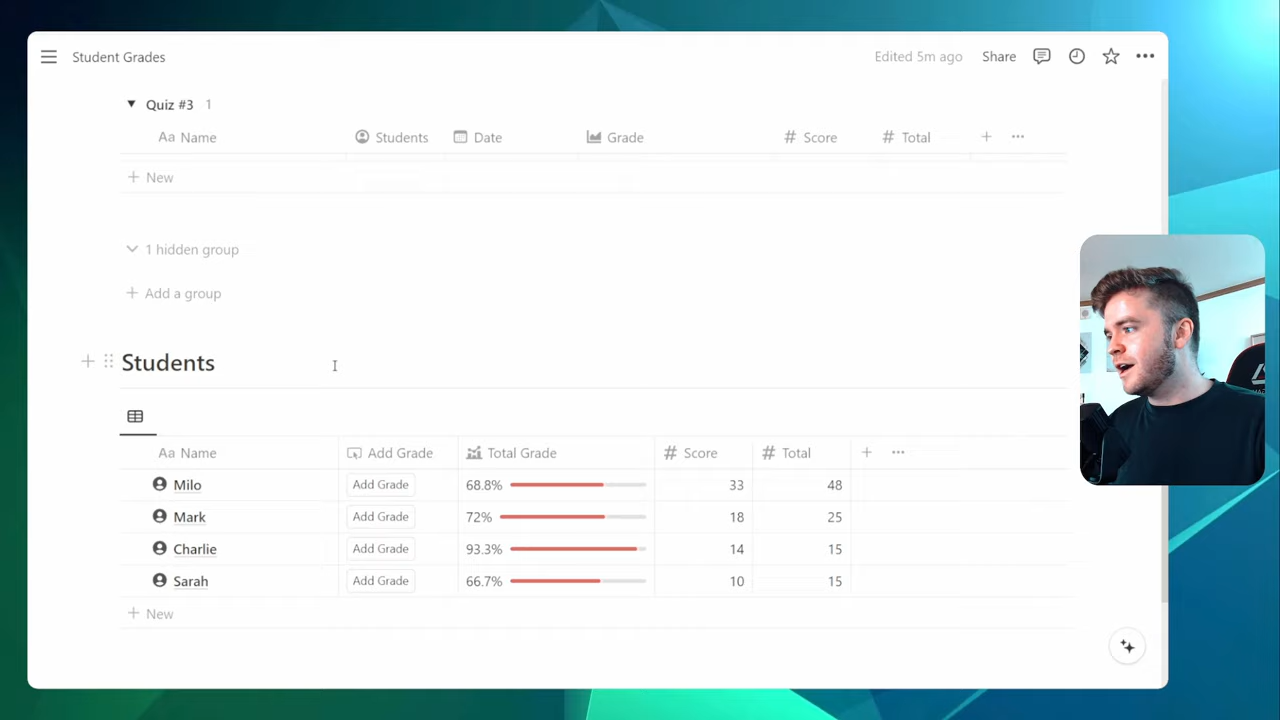 Student Grades Edited 5m ago Share
Quiz #3 1
Aa Name Students Date Grade # Score # Total
New
1 hidden group
Add a group
Students
Aa Name Add Grade Total Grade # Score # Total
Milo Add Grade 68.8% 33 48
Mark Add Grade 72% 18 25
Charlie Add Grade 93.3% 14 15
Sarah Add Grade 66.7% 10 15
New